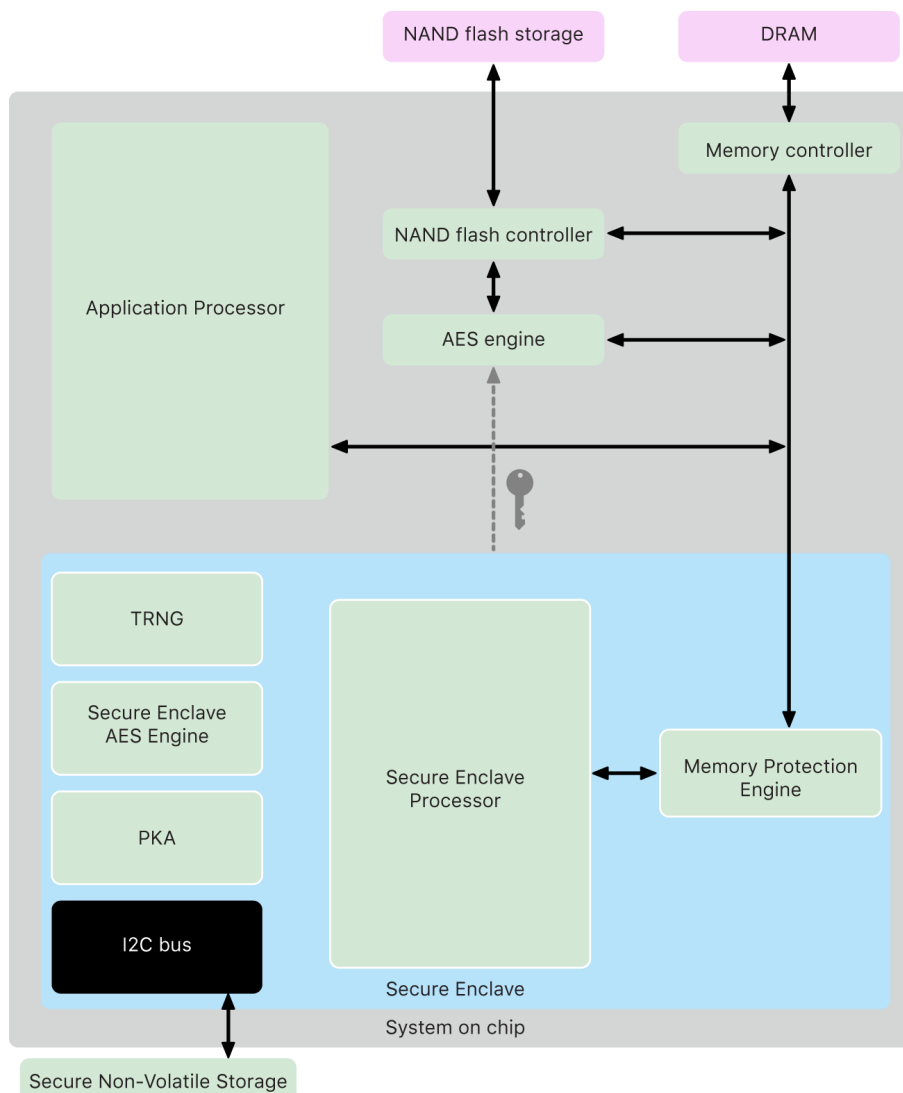 NAND flash storage
DRAM
Memory controller
NAND flash controller
Application Processor
AES engine
TRNG
Secure Enclave
AES Engine
Secure Enclave
Processor
Memory Protection
Engine
PKA
I2C bus
Secure Enclave
System on chip
Secure Non-Volatile Storage